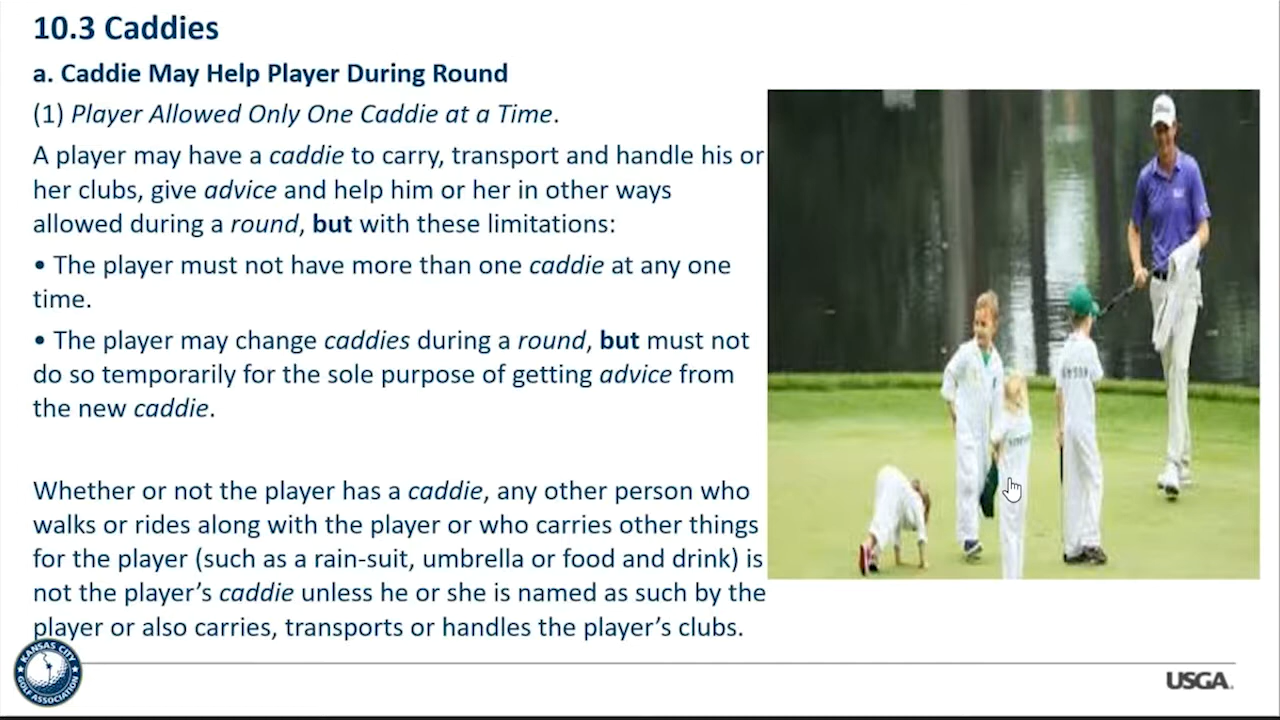 10.3 Caddies
a. Caddie May Help Player During Round
(1) Player Allowed Only One Caddie at a Time.
A player may have a caddie to carry, transport and handle his or
her clubs, give advice and help him or her in other ways
allowed during a round, but with these limitations:
• The player must not have more than one caddie at any one
time.
• The player may change caddies during a round, but must not
do so temporarily for the sole purpose of getting advice from
the new caddie.
Whether or not the player has a caddie, any other person who
walks or rides along with the player or who carries other things
for the player (such as a rain-suit, umbrella or food and drink) is
not the player’s caddie unless he or she is named as such by the
player or also carries, transports or handles the player’s clubs.
KANSAS CITY
GOLF ASSOCIATION
USGA.